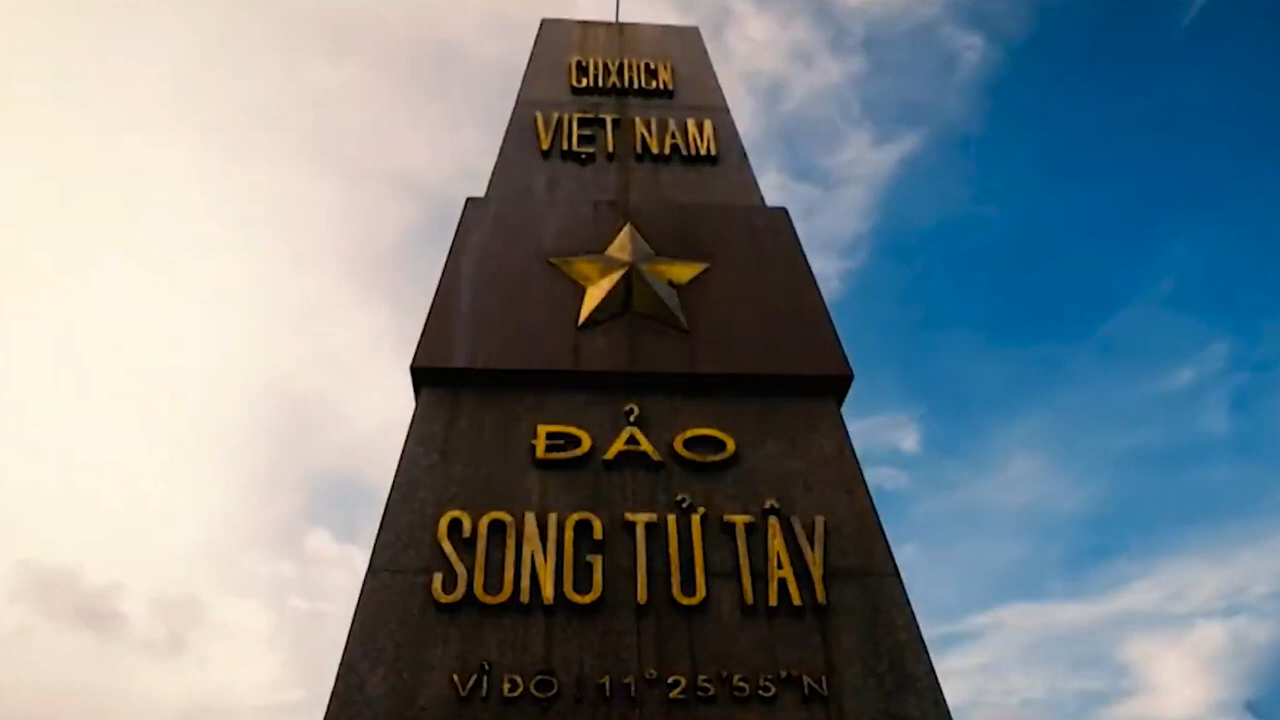 CHXHCN
VIỆT NAM
ĐẢO
SONG TỬ TÂY
VĨ ĐỘ : 11° 25'55"N